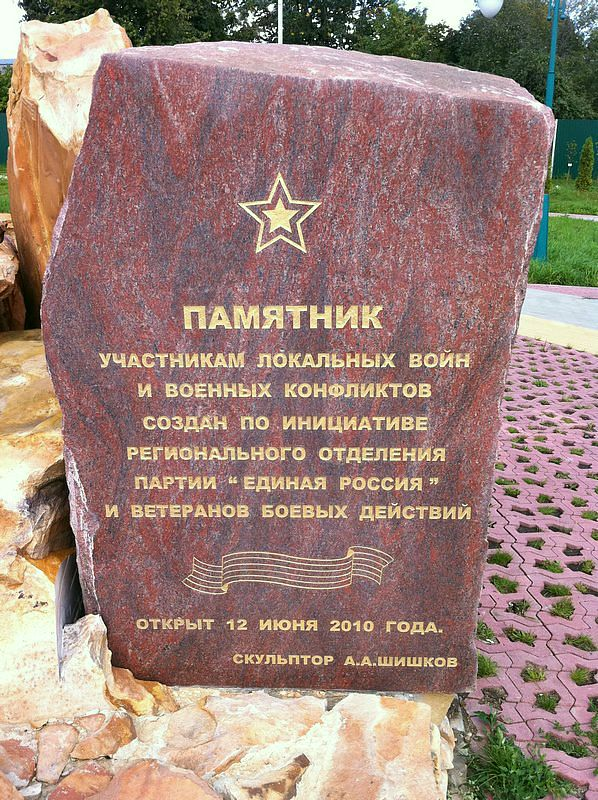 ПАМЯТНИК
УЧАСТНИКАМ ЛОКАЛЬНЫХ ВОЙН
И ВОЕННЫХ КОНФЛИКТОВ
СОЗДАН ПО ИНИЦИАТИВЕ
РЕГИОНАЛЬНОГО ОТДЕЛЕНИЯ
ПАРТИИ “ЕДИНАЯ РОССИЯ”
И ВЕТЕРАНОВ БОЕВЫХ ДЕЙСТВИЙ
ОТКРЫТ 12 ИЮНЯ 2010 ГОДА.
СКУЛЬПТОР А.А.ШИШКОВ